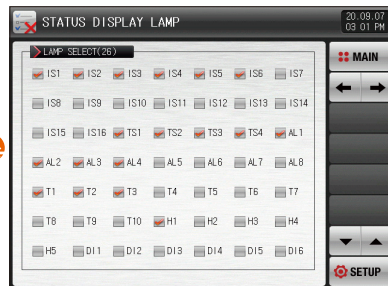 STATUS DISPLAY LAMP
20.09.07
03 01 PM
LAMP SELECT(26)
MAIN
IS1 IS2 IS3 IS4 IS5 IS6 IS7
IS8 IS9 IS10 IS11 IS12 IS13 IS14
IS15 IS16 TS1 TS2 TS3 TS4 AL1
AL2 AL3 AL4 AL5 AL6 AL7 AL8
T1 T2 T3 T4 T5 T6 T7
T8 T9 T10 H1 H2 H3 H4
H5 DI1 DI2 DI3 DI4 DI5 DI6
SETUP
e